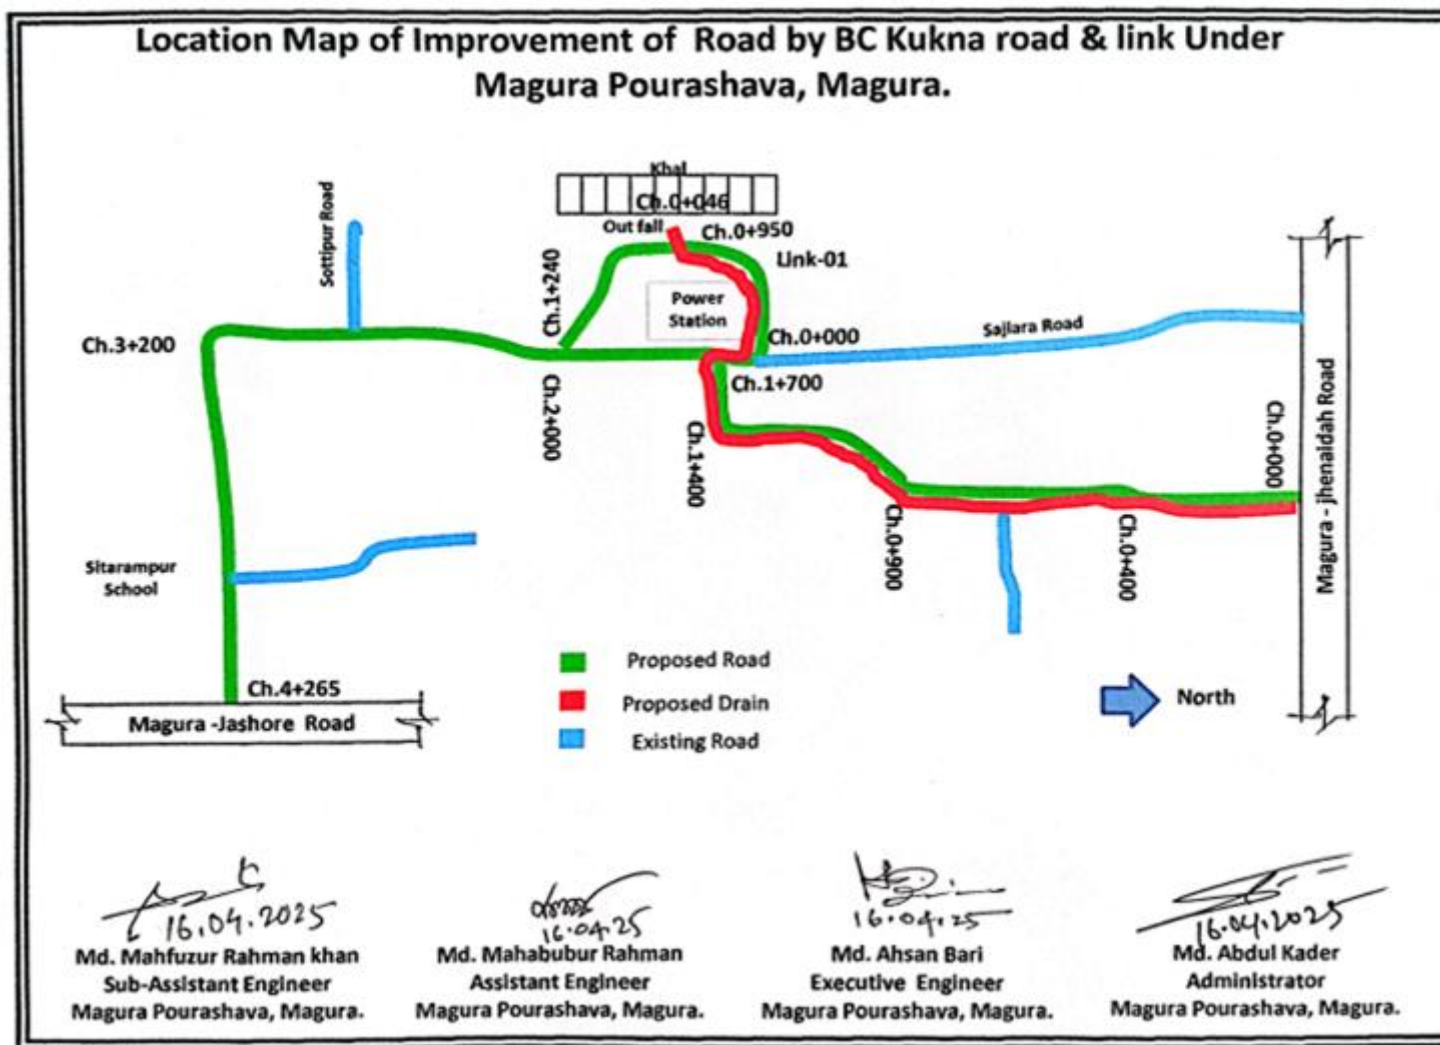 Location Map of Improvement of Road by BC Kukna road & link Under
Magura Pourashava, Magura.
Khal
Ch.0+046
Out fall
Ch.0+950
Link-01
Sottipur Road
Ch.1+240
Power
Station
Ch.0+000
Sajlara Road
Ch.3+200
Ch.1+700
Ch.2+000
Ch.1+400
Ch.0+000
Magura - jhenaidah Road
Ch.0+900
Ch.0+400
Sitarampur
School
Proposed Road
Ch.4+265
Proposed Drain
North
Magura -Jashore Road
Existing Road
16.04.2025
16.04.25
16.04.25
16.04.2025
Md. Mahfuzur Rahman khan
Sub-Assistant Engineer
Magura Pourashava, Magura.
Md. Mahabubur Rahman
Assistant Engineer
Magura Pourashava, Magura.
Md. Ahsan Bari
Executive Engineer
Magura Pourashava, Magura.
Md. Abdul Kader
Administrator
Magura Pourashava, Magura.